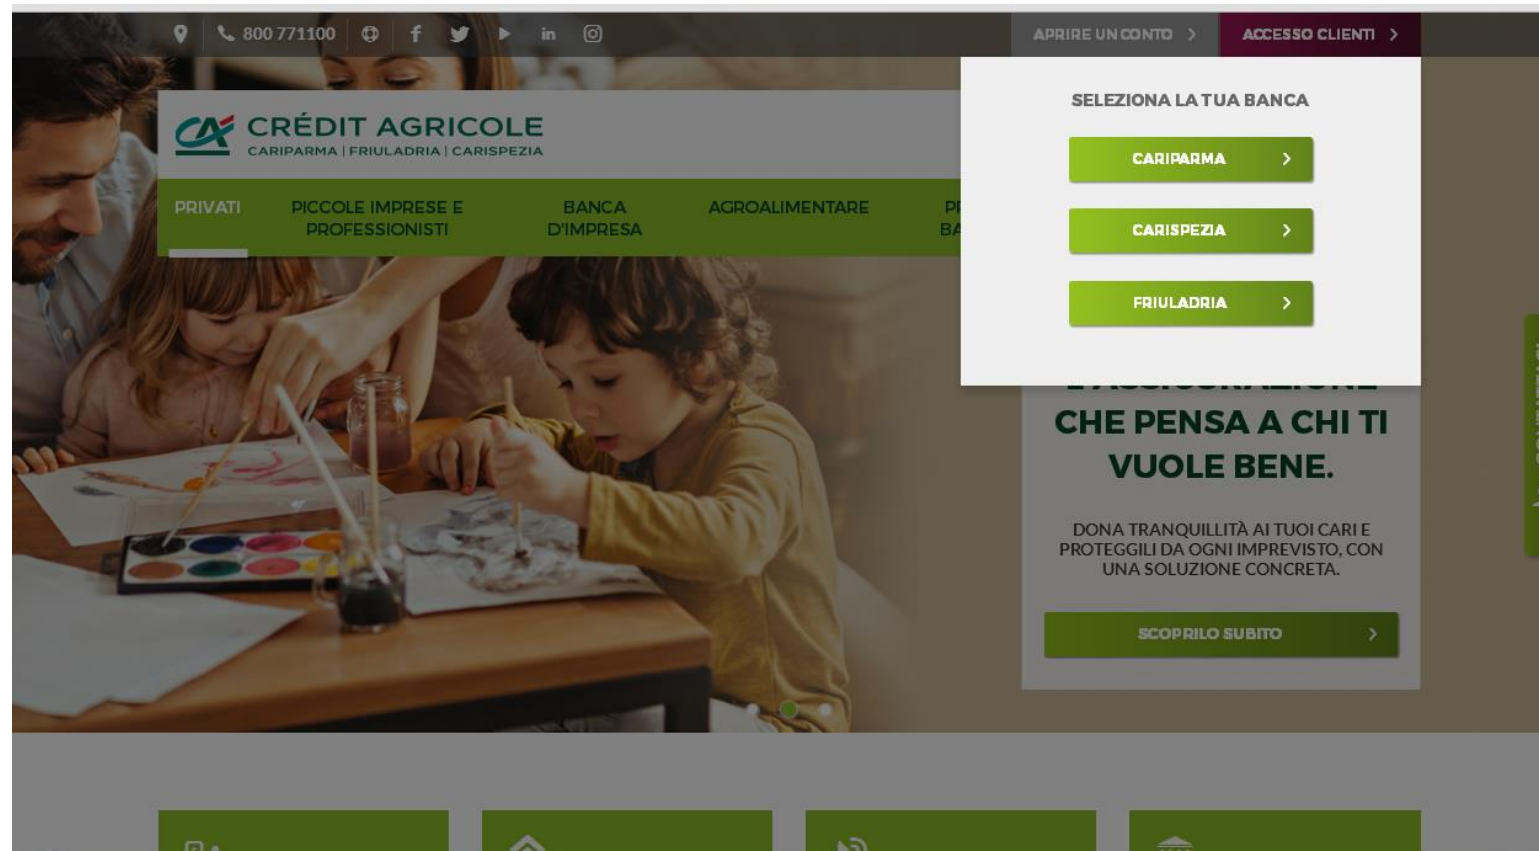 800 771100
APRIRE UN CONTO
ACCESSO CLIENTI
SELEZIONA LA TUA BANCA
CARIPARMA
CARISPEZIA
FRIULADRIA
CRÉDIT AGRICOLE
CARIPARMA | FRIULADRIA | CARISPEZIA
PRIVATI
PICCOLE IMPRESE E
PROFESSIONISTI
BANCA
D'IMPRESA
AGROALIMENTARE
CHE PENSA A CHI TI
VUOLE BENE.
DONA TRANQUILLITÀ AI TUOI CARI E
PROTEGGILI DA OGNI IMPREVISTO, CON
UNA SOLUZIONE CONCRETA.
SCOPRILO SUBITO